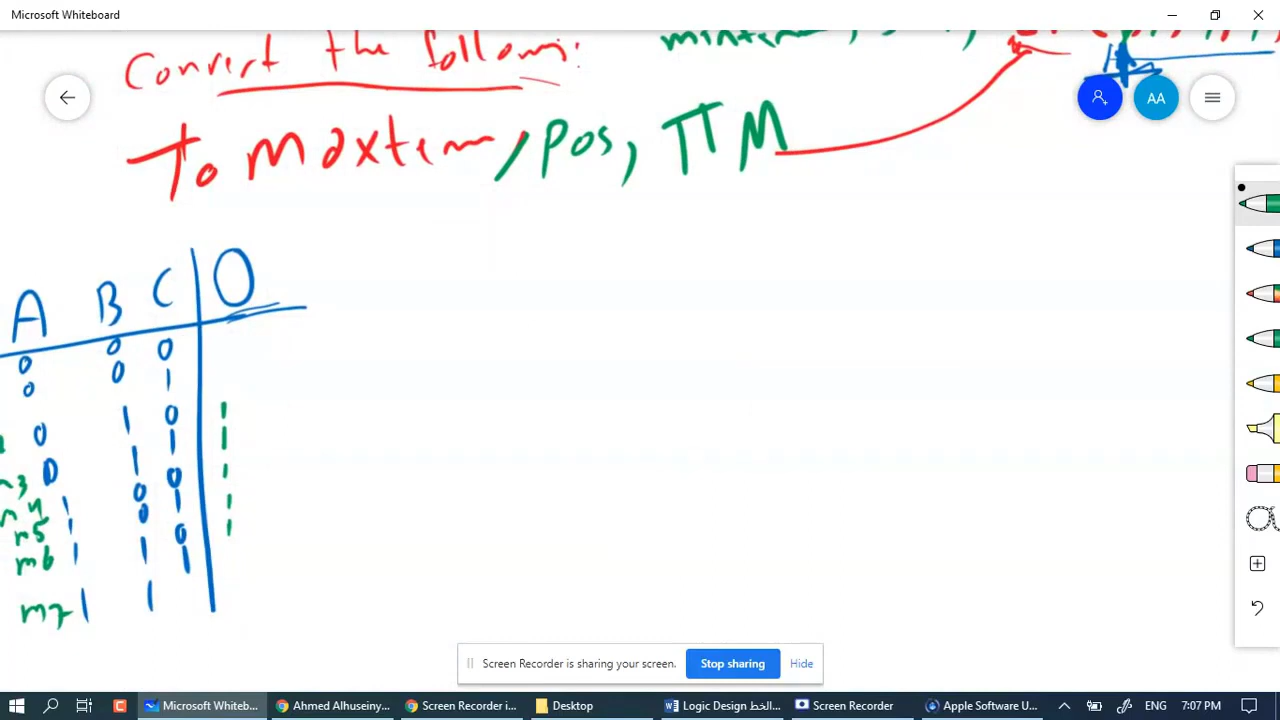 Microsoft Whiteboard
Convert the following:
To maxterm/pos, ΠM
AA
A B C O
0 0 0
0 0 1
0 1 0 1
0 1 1 1
m3 1 0 0 1
m4 1 0 1 1
m5 1 1 0 1
m6 1 1 1
m7
Screen Recorder is sharing your screen. Stop sharing Hide
Microsoft Whiteb... Ahmed Alhuseiny... Screen Recorder i... Desktop Logic Design الخط... Screen Recorder Apple Software U... ENG 7:07 PM